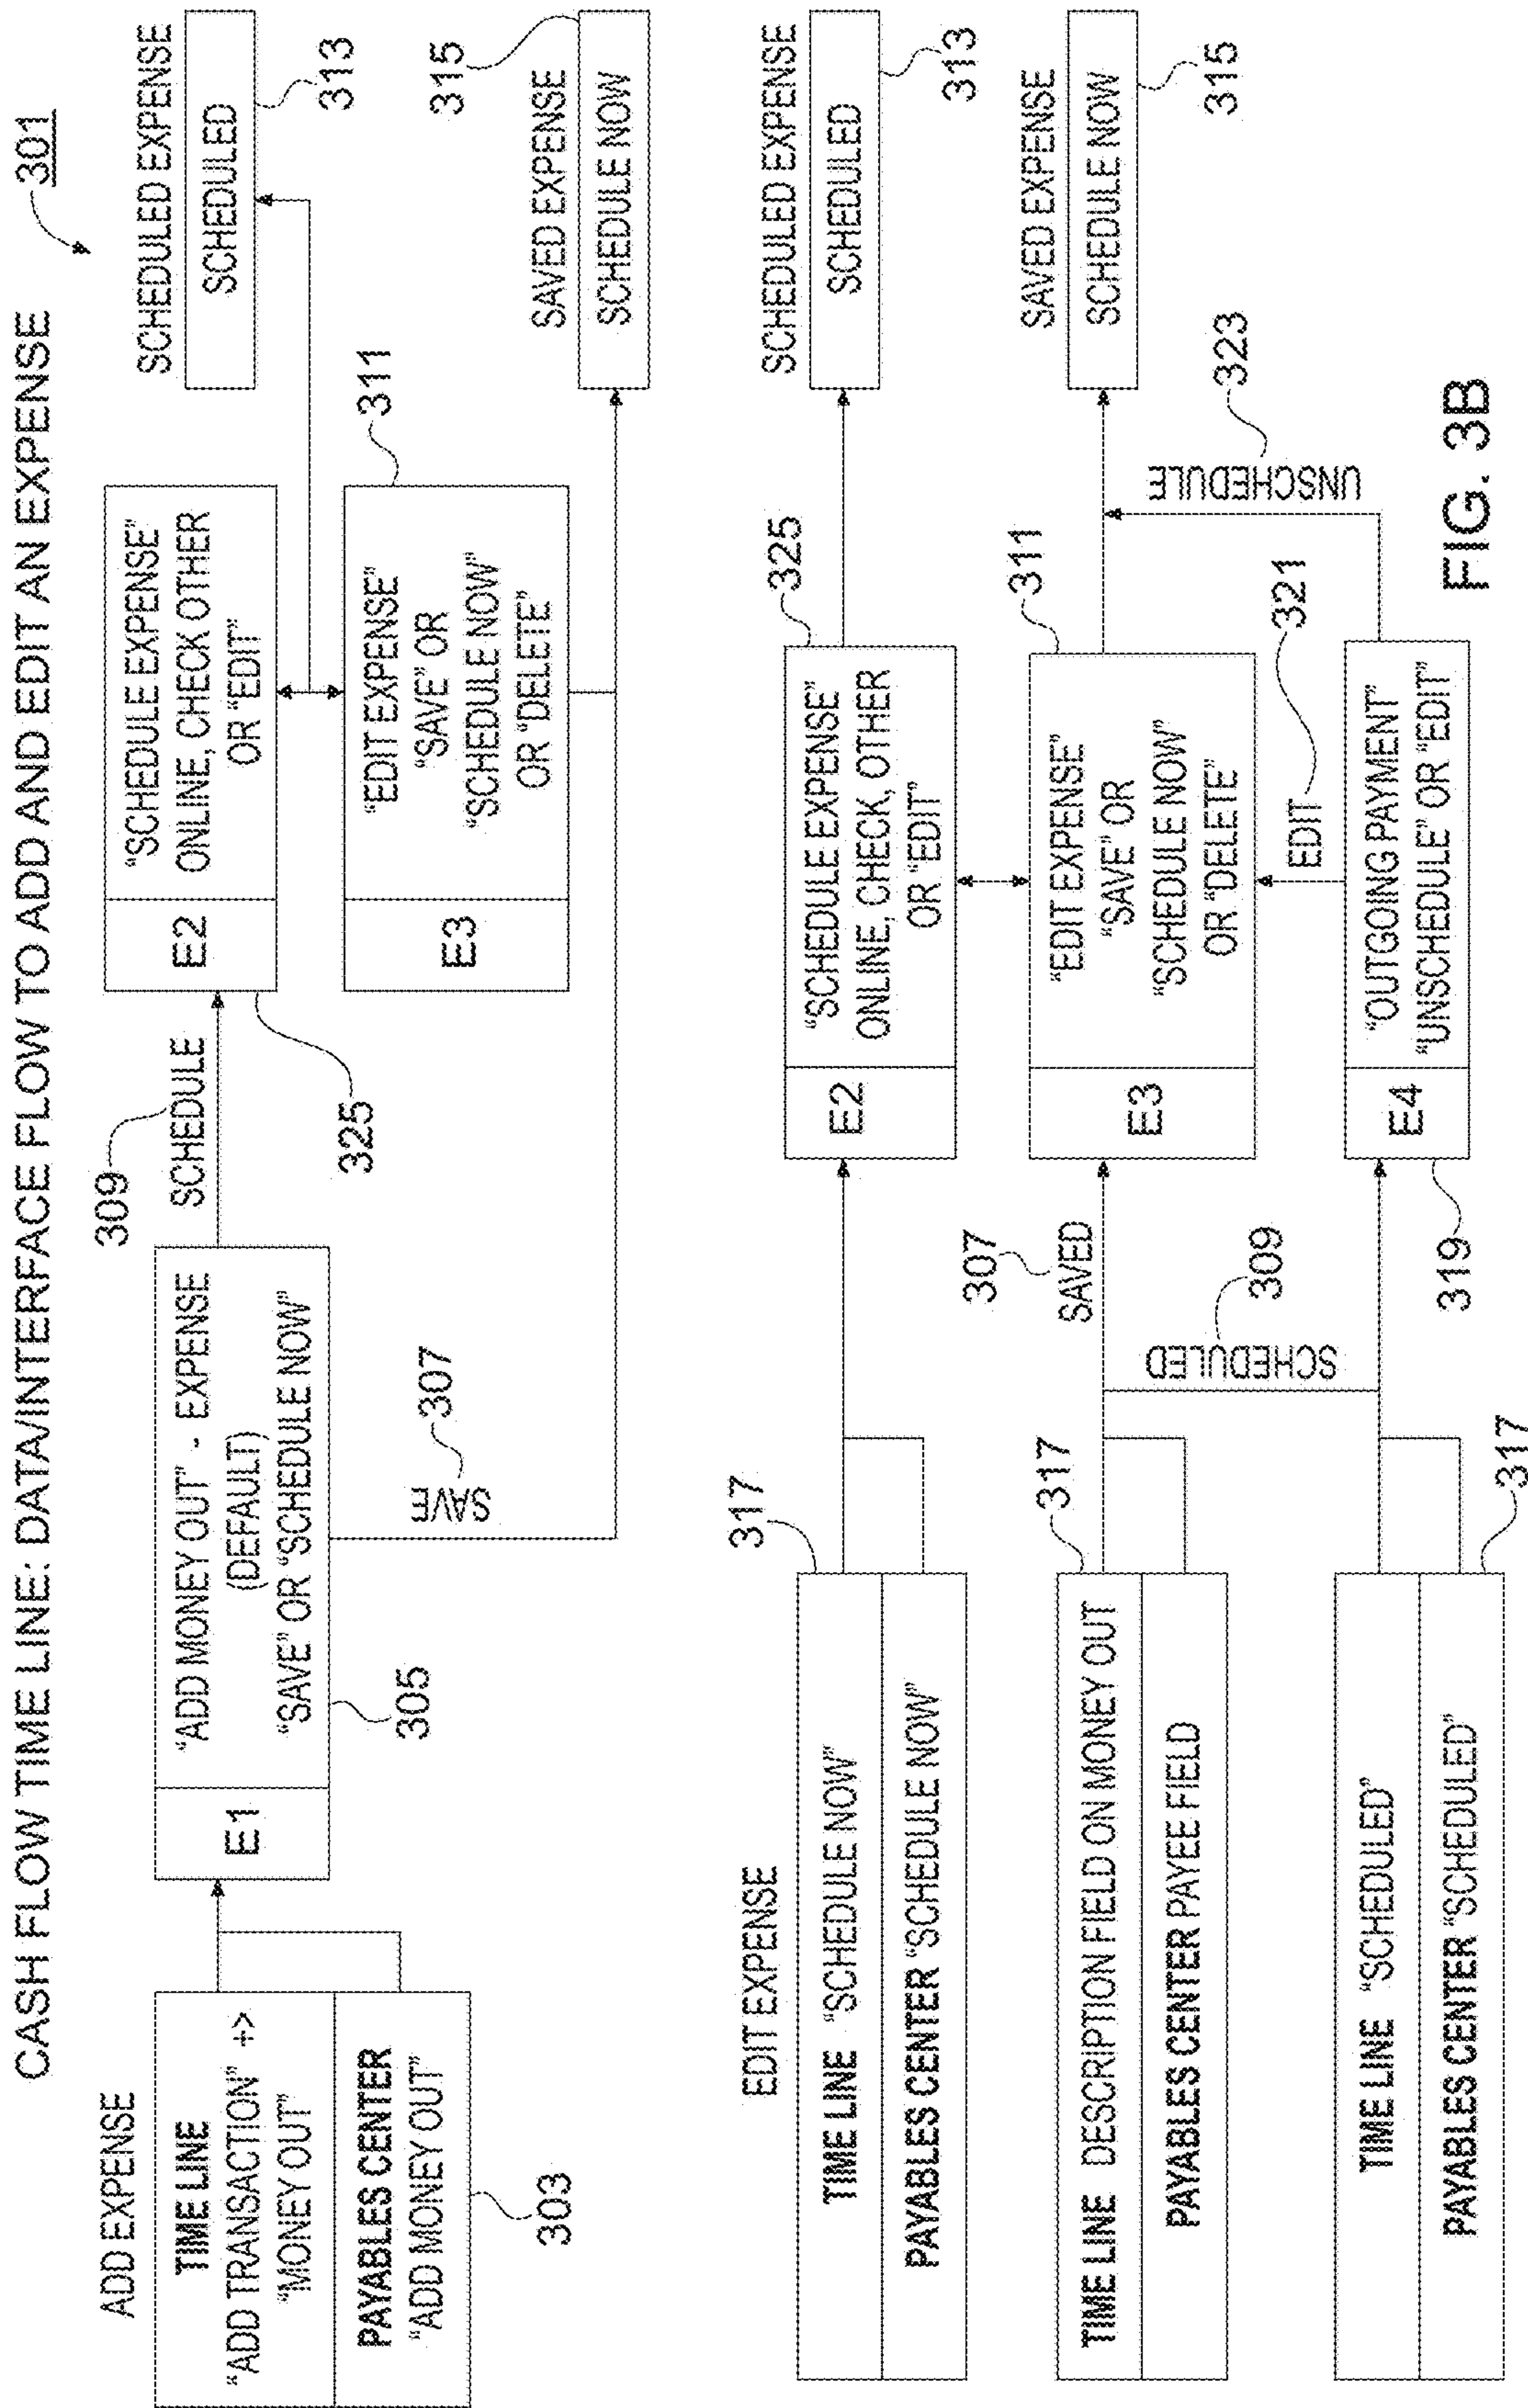 CASH FLOW TIME LINE: DATA/INTERFACE FLOW TO ADD AND EDIT AN EXPENSE
301
ADD EXPENSE
TIME LINE
"ADD TRANSACTION" +>
"MONEY OUT"
PAYABLES CENTER
"ADD MONEY OUT"
303
E1
"ADD MONEY OUT" - EXPENSE
(DEFAULT)
"SAVE" OR "SCHEDULE NOW"
305
SAVE
307
309
SCHEDULE
E2
"SCHEDULE EXPENSE"
ONLINE, CHECK OTHER
OR "EDIT"
325
E3
"EDIT EXPENSE"
"SAVE" OR
"SCHEDULE NOW"
OR "DELETE"
311
SCHEDULED EXPENSE
SCHEDULED
313
SAVED EXPENSE
SCHEDULE NOW
315
EDIT EXPENSE
TIME LINE "SCHEDULE NOW"
PAYABLES CENTER "SCHEDULE NOW"
317
TIME LINE DESCRIPTION FIELD ON MONEY OUT
PAYABLES CENTER PAYEE FIELD
317
TIME LINE "SCHEDULED"
PAYABLES CENTER "SCHEDULED"
317
307
SAVED
SCHEDULED
309
E2
"SCHEDULE EXPENSE"
ONLINE, CHECK, OTHER
OR "EDIT"
325
E3
"EDIT EXPENSE"
"SAVE" OR
"SCHEDULE NOW"
OR "DELETE"
311
EDIT
321
E4
"OUTGOING PAYMENT"
"UNSCHEDULE" OR "EDIT"
319
UNSCHEDULE
323
SCHEDULED EXPENSE
SCHEDULED
313
SAVED EXPENSE
SCHEDULE NOW
315
FIG. 3B